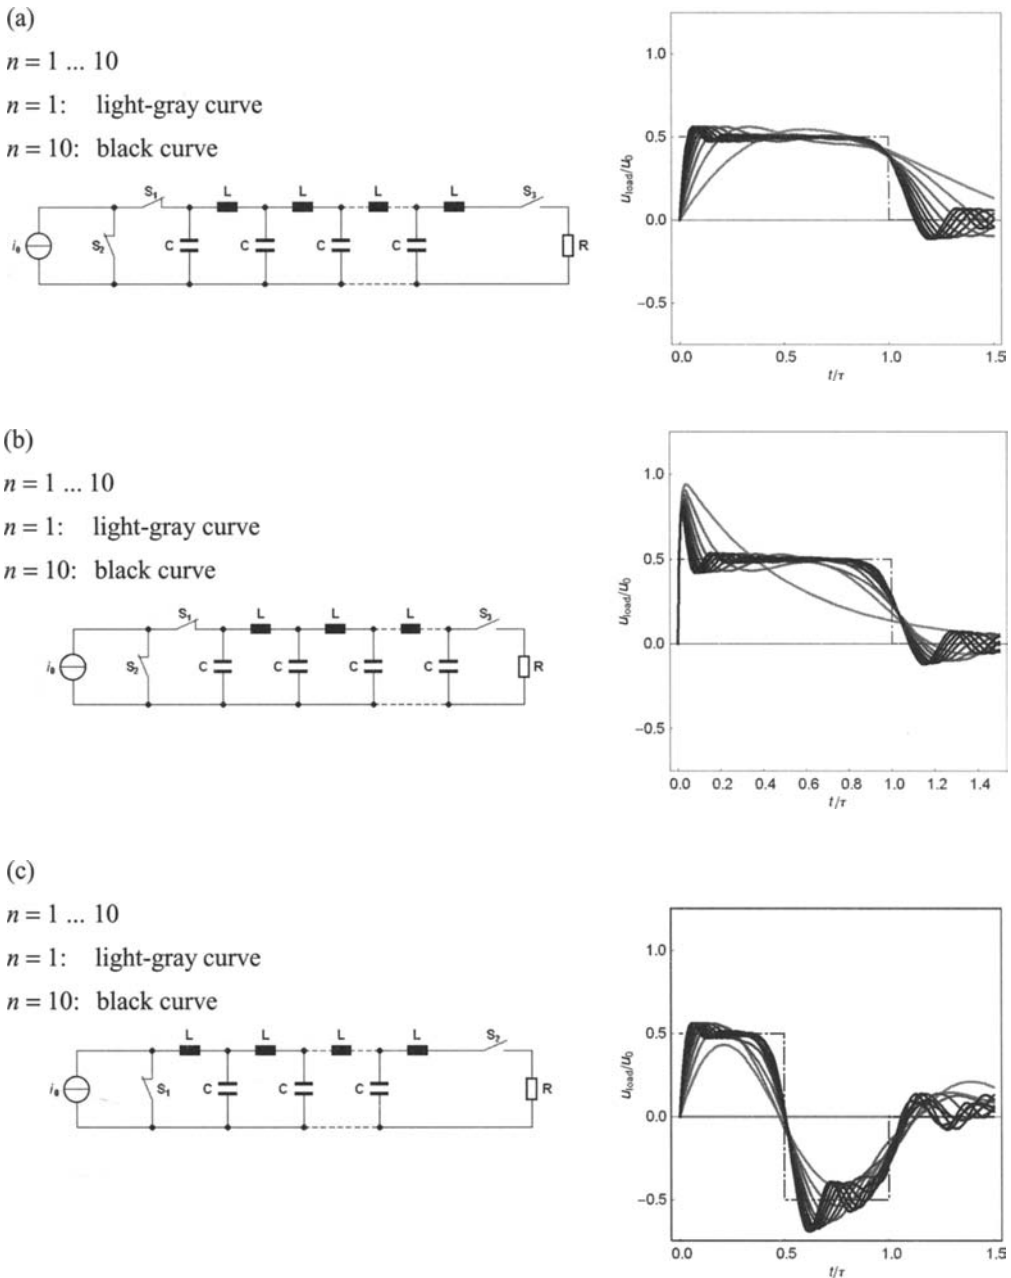 (a)
n = 1 ... 10
n = 1: light-gray curve
n = 10: black curve
S₁ L L L L S₃
i₀ S₂ C C C C R
1.0
0.5
0.0
−0.5
u_load/u₀
0.0 0.5 1.0 1.5
t/τ
(b)
n = 1 ... 10
n = 1: light-gray curve
n = 10: black curve
S₁ L L L S₃
i₀ S₂ C C C C R
1.0
0.5
0.0
−0.5
u_load/u₀
0.0 0.2 0.4 0.6 0.8 1.0 1.2 1.4
t/τ
(c)
n = 1 ... 10
n = 1: light-gray curve
n = 10: black curve
L L L L S₂
i₀ S₁ C C C R
1.0
0.5
0.0
−0.5
u_load/u₀
0.0 0.5 1.0 1.5
t/τ